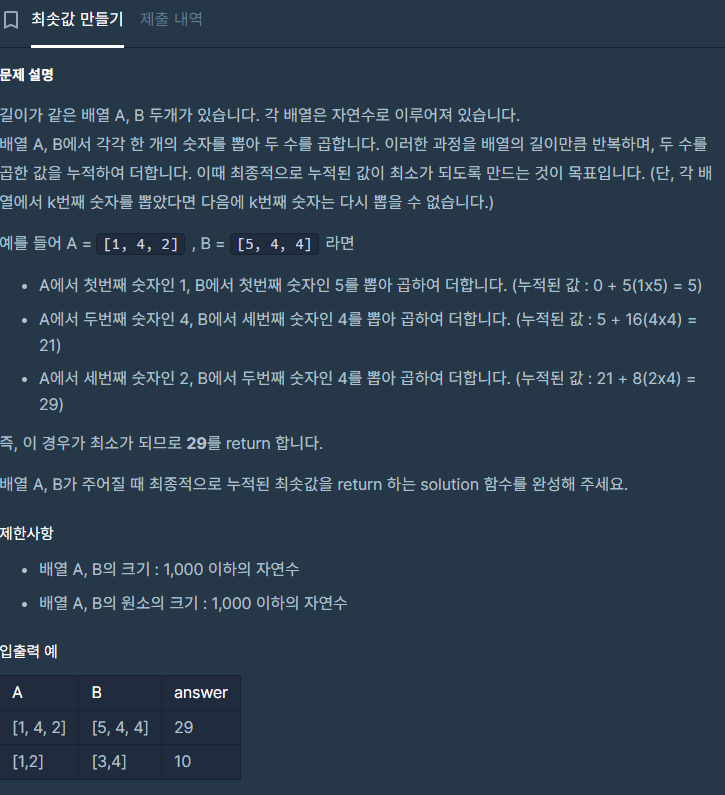 최솟값 만들기 제출 내역
문제 설명
길이가 같은 배열 A, B 두개가 있습니다. 각 배열은 자연수로 이루어져 있습니다.
배열 A, B에서 각각 한 개의 숫자를 뽑아 두 수를 곱합니다. 이러한 과정을 배열의 길이만큼 반복하며, 두 수를
곱한 값을 누적하여 더합니다. 이때 최종적으로 누적된 값이 최소가 되도록 만드는 것이 목표입니다. (단, 각 배
열에서 k번째 숫자를 뽑았다면 다음에 k번째 숫자는 다시 뽑을 수 없습니다.)
예를 들어 A = [1, 4, 2] , B = [5, 4, 4] 라면
• A에서 첫번째 숫자인 1, B에서 첫번째 숫자인 5를 뽑아 곱하여 더합니다. (누적된 값 : 0 + 5(1x5) = 5)
• A에서 두번째 숫자인 4, B에서 세번째 숫자인 4를 뽑아 곱하여 더합니다. (누적된 값 : 5 + 16(4x4) =
21)
• A에서 세번째 숫자인 2, B에서 두번째 숫자인 4를 뽑아 곱하여 더합니다. (누적된 값 : 21 + 8(2x4) =
29)
즉, 이 경우가 최소가 되므로 29를 return 합니다.
배열 A, B가 주어질 때 최종적으로 누적된 최솟값을 return 하는 solution 함수를 완성해 주세요.
제한사항
• 배열 A, B의 크기 : 1,000 이하의 자연수
• 배열 A, B의 원소의 크기 : 1,000 이하의 자연수
입출력 예
A B answer
[1, 4, 2] [5, 4, 4] 29
[1,2] [3,4] 10